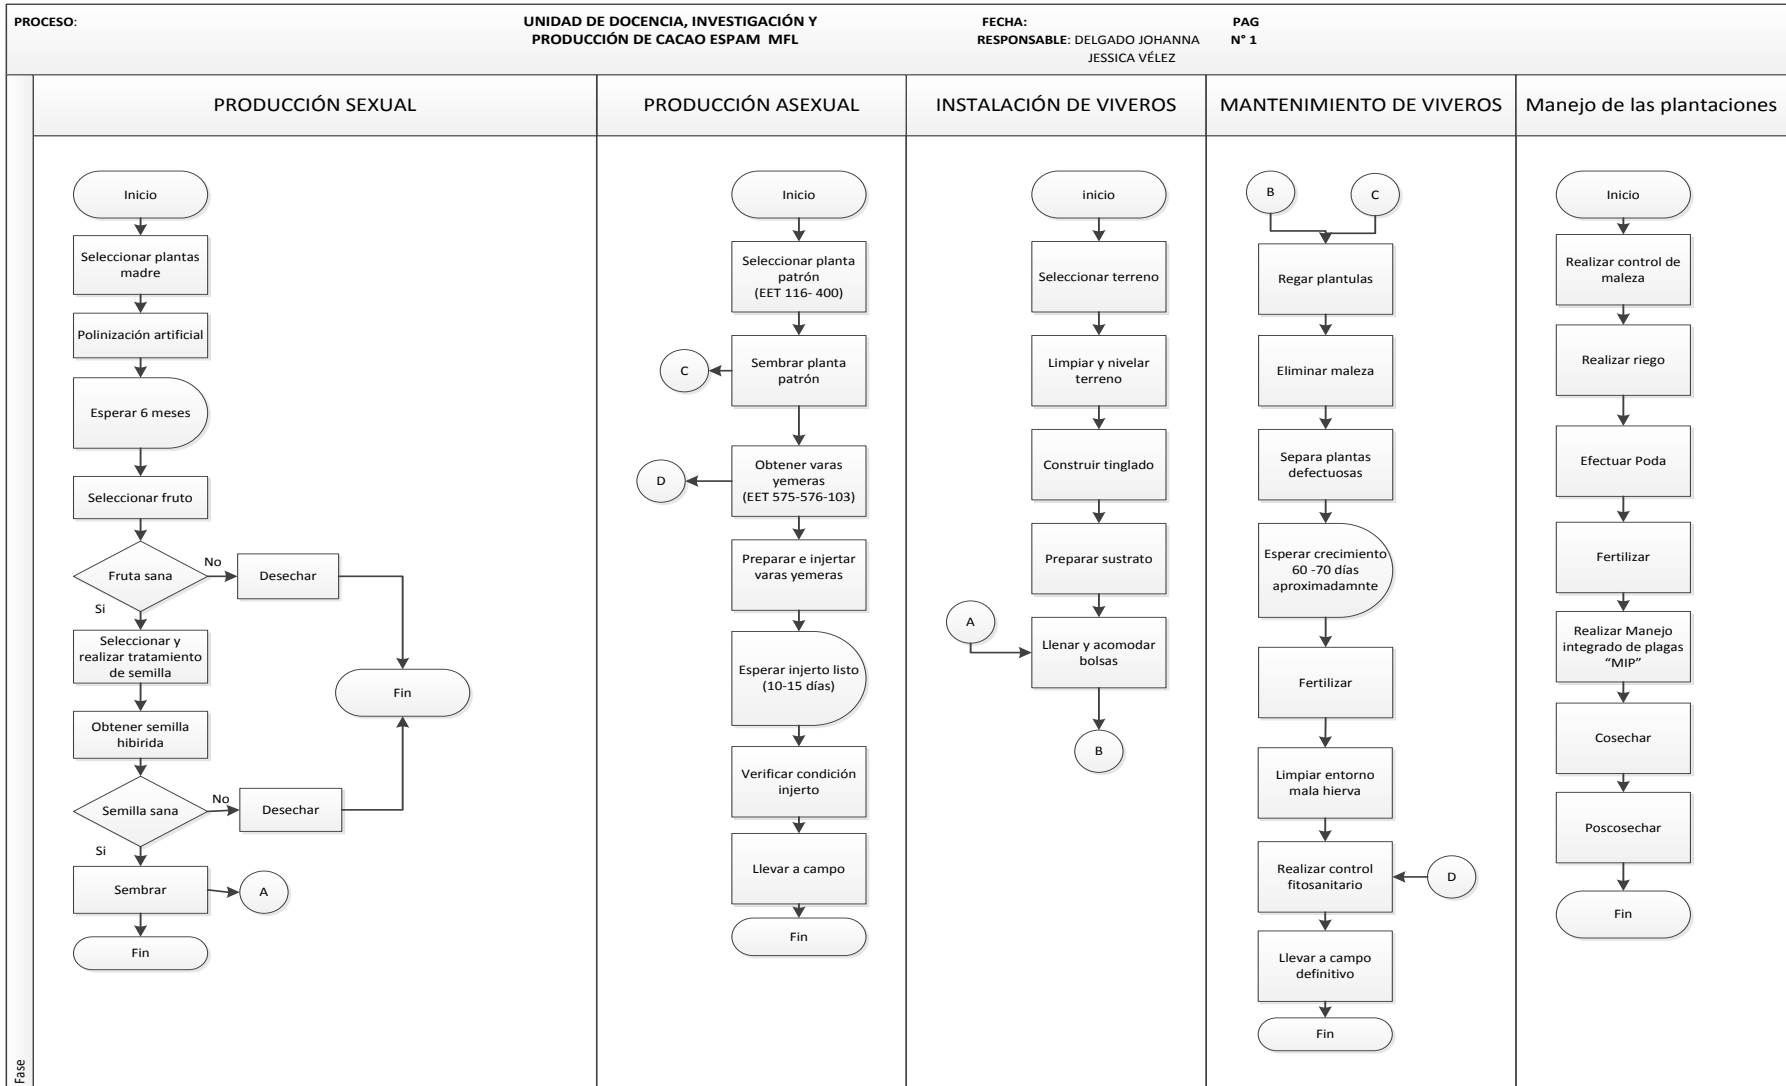 PROCESO:
UNIDAD DE DOCENCIA, INVESTIGACIÓN Y
PRODUCCIÓN DE CACAO ESPAM MFL
FECHA:
RESPONSABLE: DELGADO JOHANNA
JESSICA VÉLEZ
PAG
N° 1
Fase
PRODUCCIÓN SEXUAL
Inicio
Seleccionar plantas
madre
Polinización artificial
Esperar 6 meses
Seleccionar fruto
Fruta sana
No
Desechar
Si
Seleccionar y
realizar tratamiento
de semilla
Fin
Obtener semilla
hibirida
Semilla sana
No
Desechar
Si
Sembrar
A
Fin
PRODUCCIÓN ASEXUAL
Inicio
Seleccionar planta
patrón
(EET 116- 400)
Sembrar planta
patrón
C
Obtener varas
yemeras
(EET 575-576-103)
D
Preparar e injertar
varas yemeras
Esperar injerto listo
(10-15 días)
Verificar condición
injerto
Llevar a campo
Fin
INSTALACIÓN DE VIVEROS
inicio
Seleccionar terreno
Limpiar y nivelar
terreno
Construir tinglado
Preparar sustrato
A
Llenar y acomodar
bolsas
B
MANTENIMIENTO DE VIVEROS
B
C
Regar plantulas
Eliminar maleza
Separa plantas
defectuosas
Esperar crecimiento
60 -70 días
aproximadamnte
Fertilizar
Limpiar entorno
mala hierva
Realizar control
fitosanitario
D
Llevar a campo
definitivo
Fin
Manejo de las plantaciones
Inicio
Realizar control de
maleza
Realizar riego
Efectuar Poda
Fertilizar
Realizar Manejo
integrado de plagas
“MIP”
Cosechar
Poscosechar
Fin